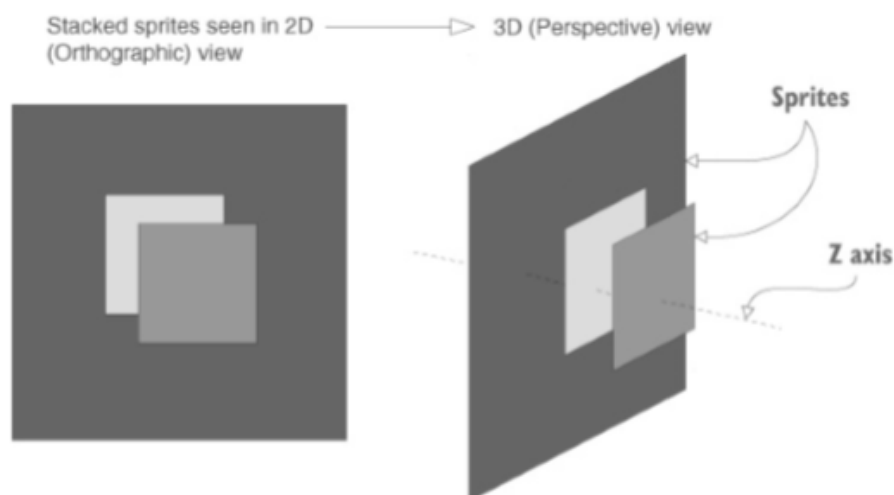 Stacked sprites seen in 2D
(Orthographic) view
3D (Perspective) view
Sprites
Z axis